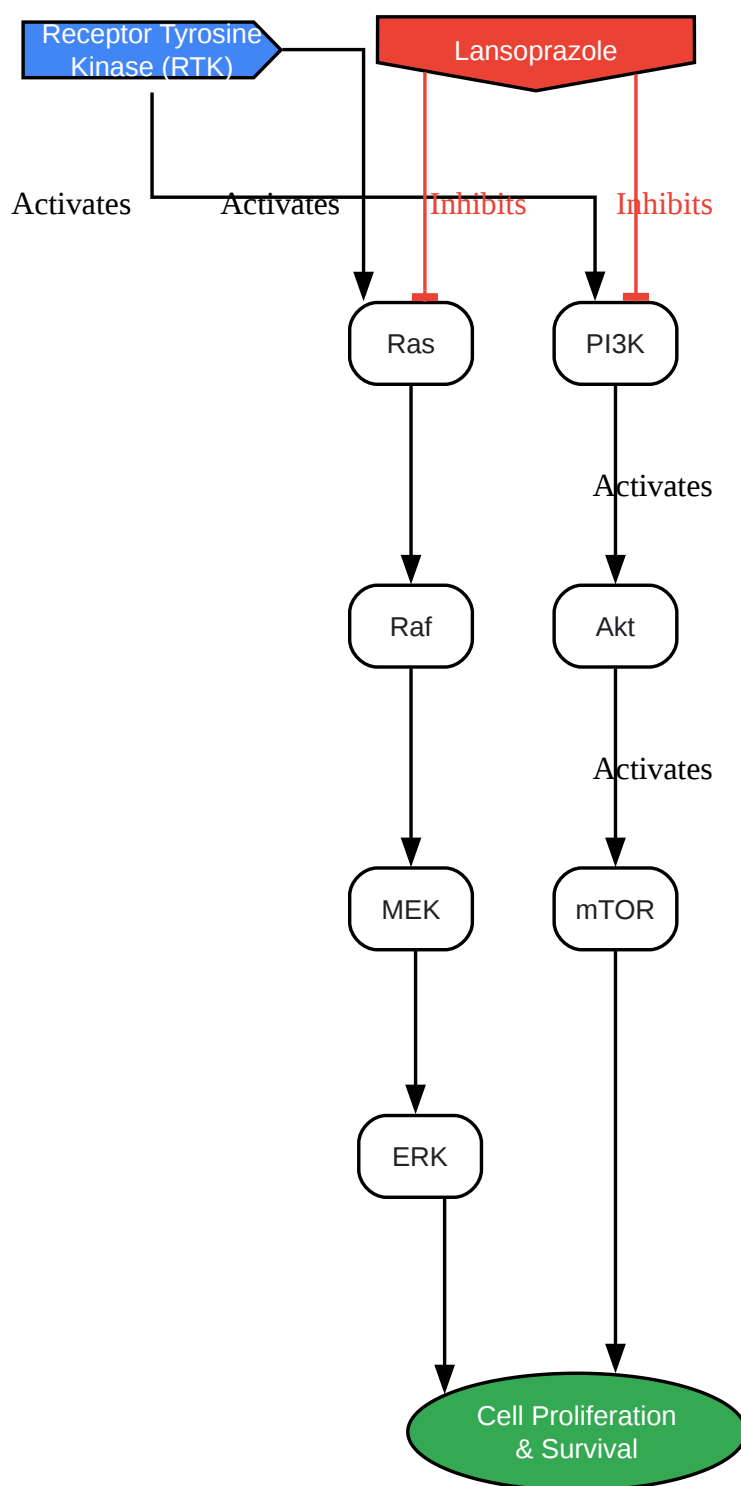 Receptor Tyrosine
Kinase (RTK)
Lansoprazole
Activates
Activates
Inhibits
Inhibits
Ras
PI3K
Activates
Raf
Akt
Activates
MEK
mTOR
ERK
Cell Proliferation
& Survival